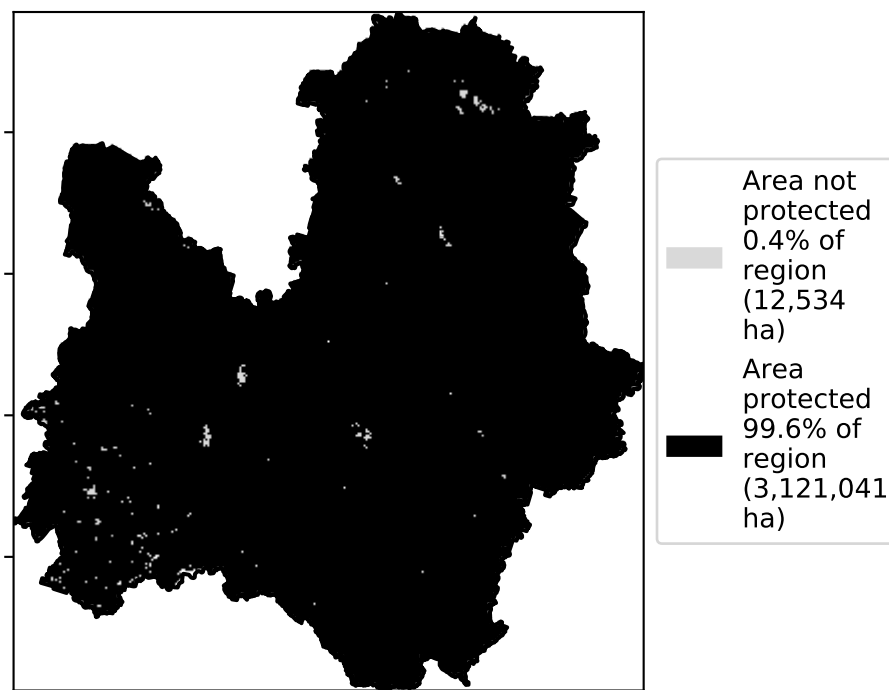 Area not
protected
0.4% of
region
(12,534
ha)
Area
protected
99.6% of
region
(3,121,041
ha)